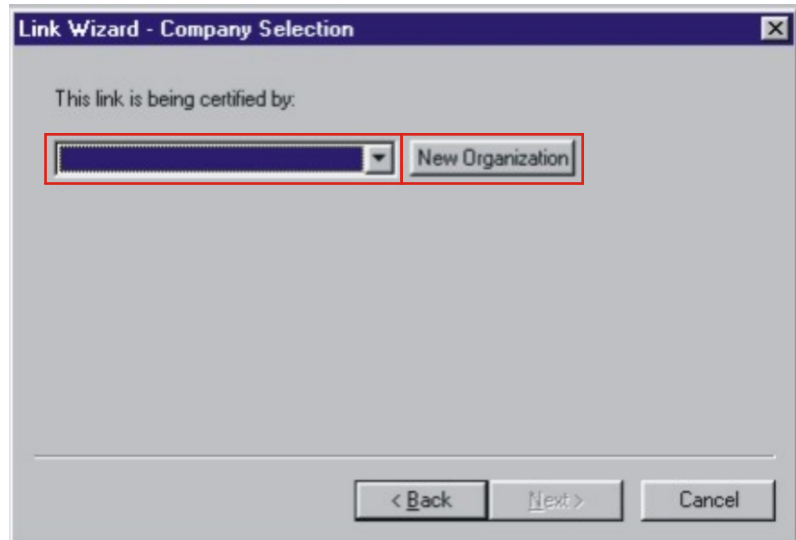 Link Wizard - Company Selection
This link is being certified by:
New Organization
< Back Next > Cancel